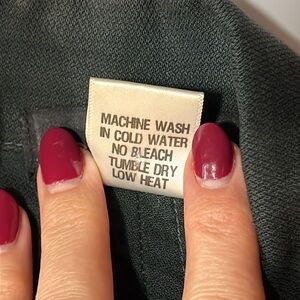 MACHINE WASH
IN COLD WATER
NO BLEACH
TUMBLE DRY
LOW HEAT